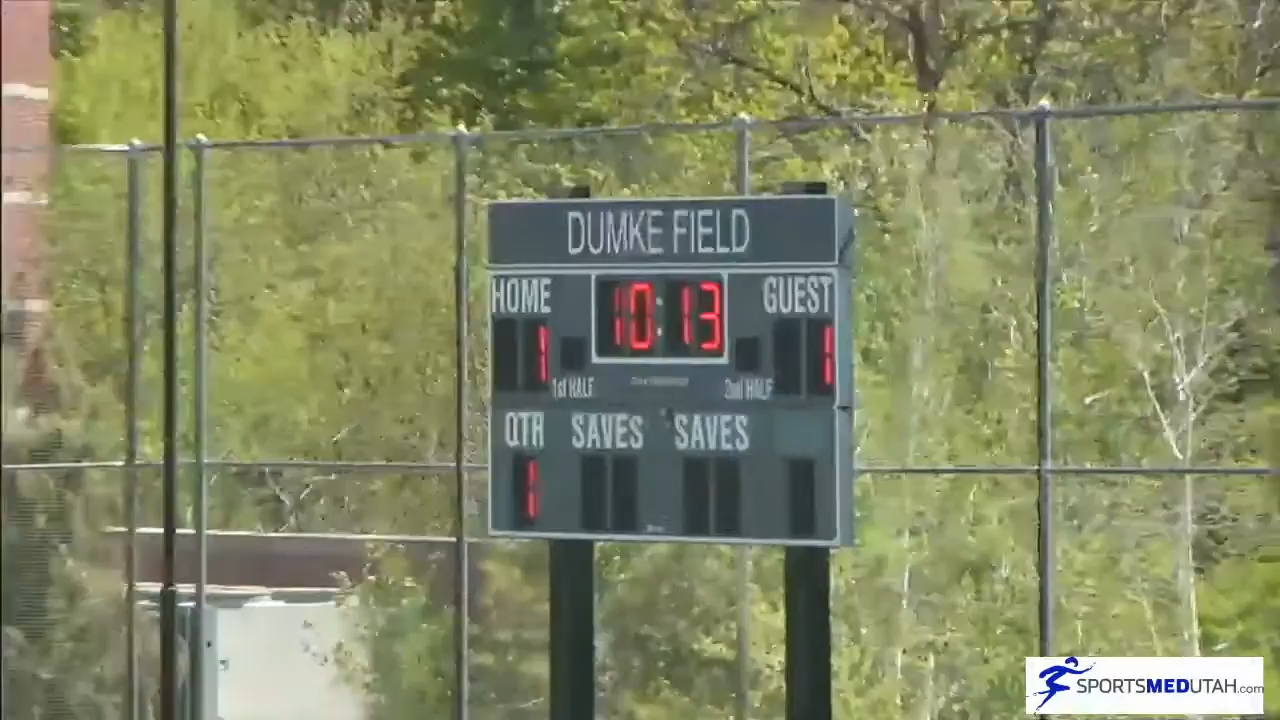 DUMKE FIELD
HOME 10:13 GUEST
1 1
1st HALF 2nd HALF
QTR SAVES SAVES
1
SPORTSMEDUTAH.com